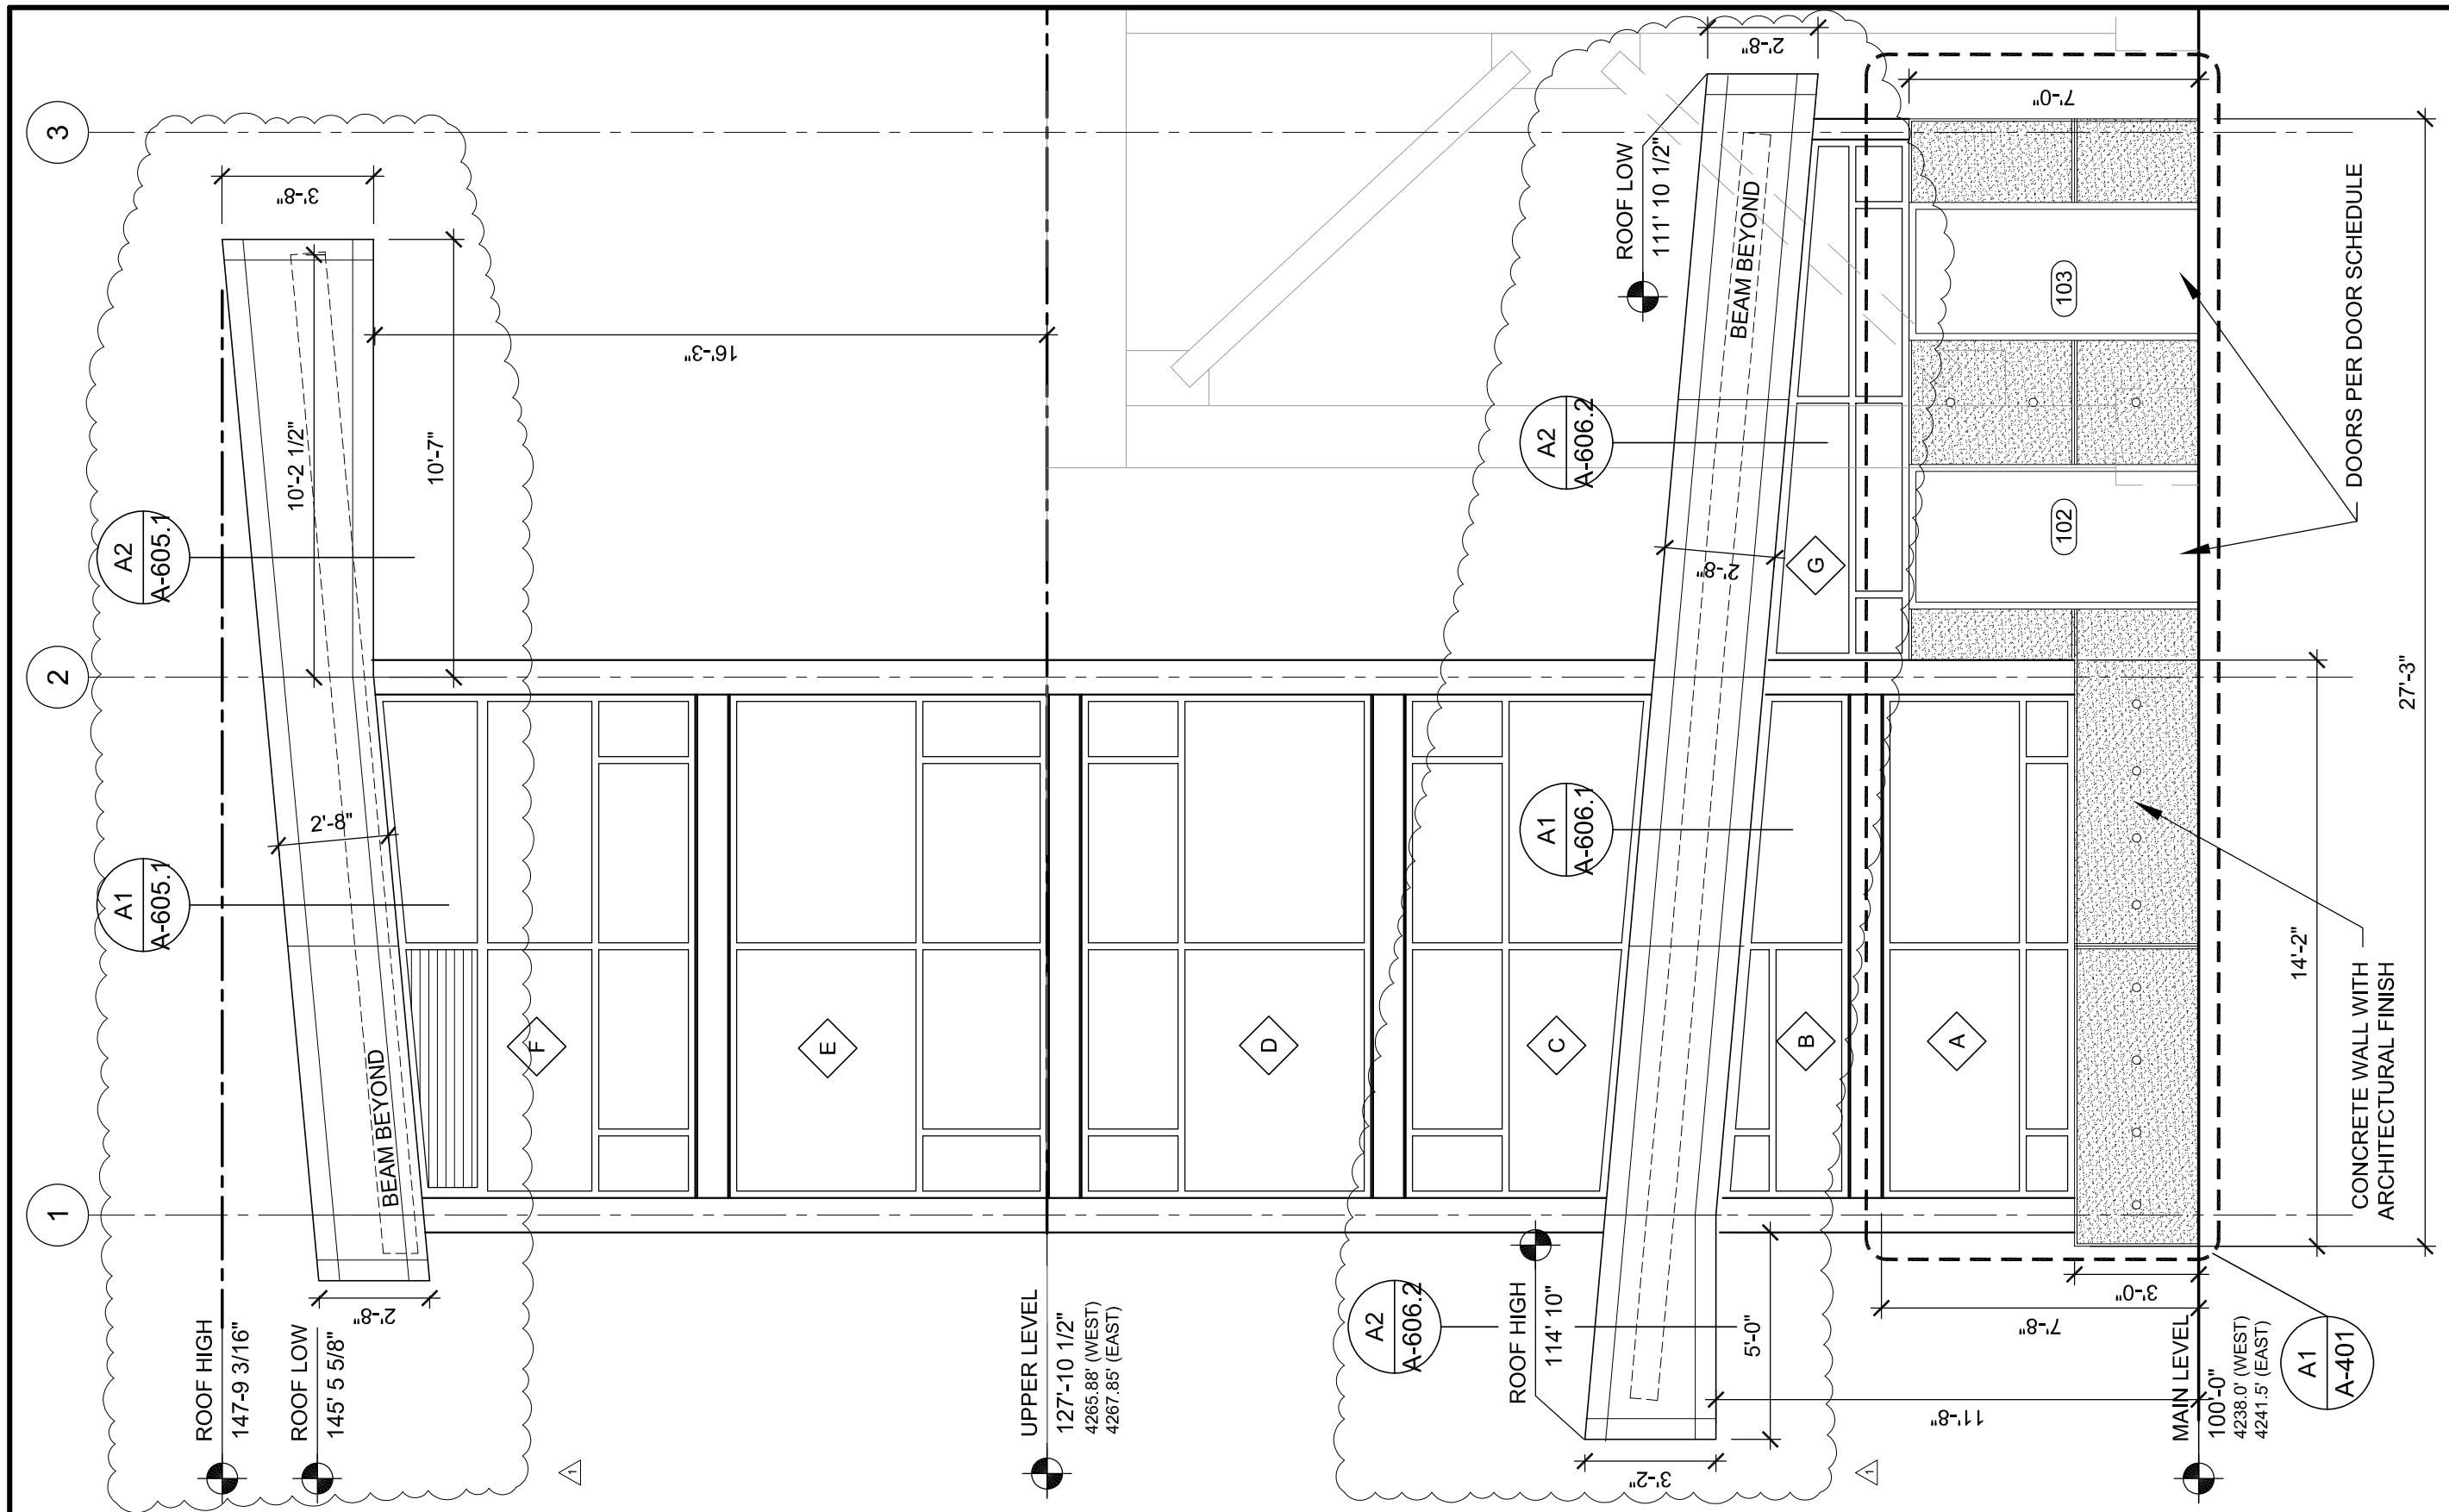 3
2
1
3'-8"
10'-2 1/2"
10'-7"
16'-3"
A2
A-605.1
A1
A-605.1
2'-8"
BEAM BEYOND
2'-8"
ROOF HIGH
147-9 3/16"
ROOF LOW
145' 5 5/8"
1
UPPER LEVEL
127'-10 1/2"
4265.88' (WEST)
4267.85' (EAST)
F
E
D
C
B
A
G
2'-8"
ROOF LOW
111' 10 1/2"
BEAM BEYOND
A2
A-606.2
2'-8"
A1
A-606.1
ROOF HIGH
114' 10"
A2
A-606.2
5'-0"
3'-2"
11'-8"
1
7'-0"
103
102
DOORS PER DOOR SCHEDULE
27'-3"
14'-2"
CONCRETE WALL WITH
ARCHITECTURAL FINISH
3'-0"
7'-8"
MAIN LEVEL
100'-0"
4238.0' (WEST)
4241.5' (EAST)
A1
A-401